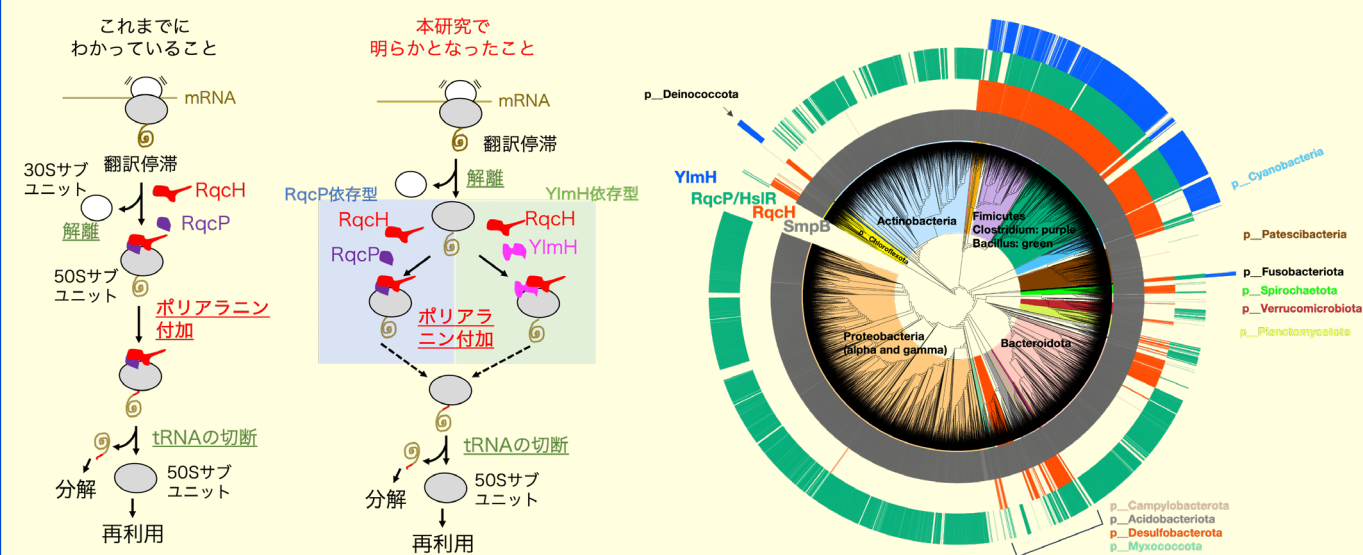 これまでに
わかっていること
mRNA
翻訳停滞
30Sサブ
ユニット
RqcH
RqcP
解離
50Sサブ
ユニット
ポリアラニン
付加
tRNAの切断
分解
50Sサブ
ユニット
再利用
本研究で
明らかとなったこと
mRNA
翻訳停滞
解離
RqcP依存型
YlmH依存型
RqcH
RqcP
RqcH
YlmH
ポリアラ
ニン付加
tRNAの切断
分解
50Sサブ
ユニット
再利用
p__Deinococcota
YlmH
RqcP/HslR
RqcH
SmpB
Actinobacteria
p__Chloroflexota
Fimicutes
Clostridium: purple
Bacillus: green
Proteobacteria
(alpha and gamma)
Bacteroidota
p__Cyanobacteria
p__Patescibacteria
p__Fusobacteriota
p__Spirochaetota
p__Verrucomicrobiota
p__Planctomycetota
p__Campylobacterota
p__Acidobacteriota
p__Desulfobacterota
p__Myxococcota